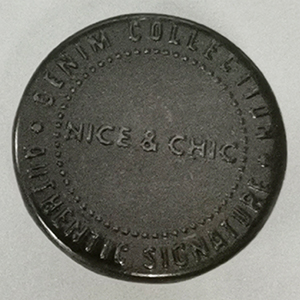 DENIM COLLECTION
NICE & CHIC
AUTHENTIC SIGNATURE